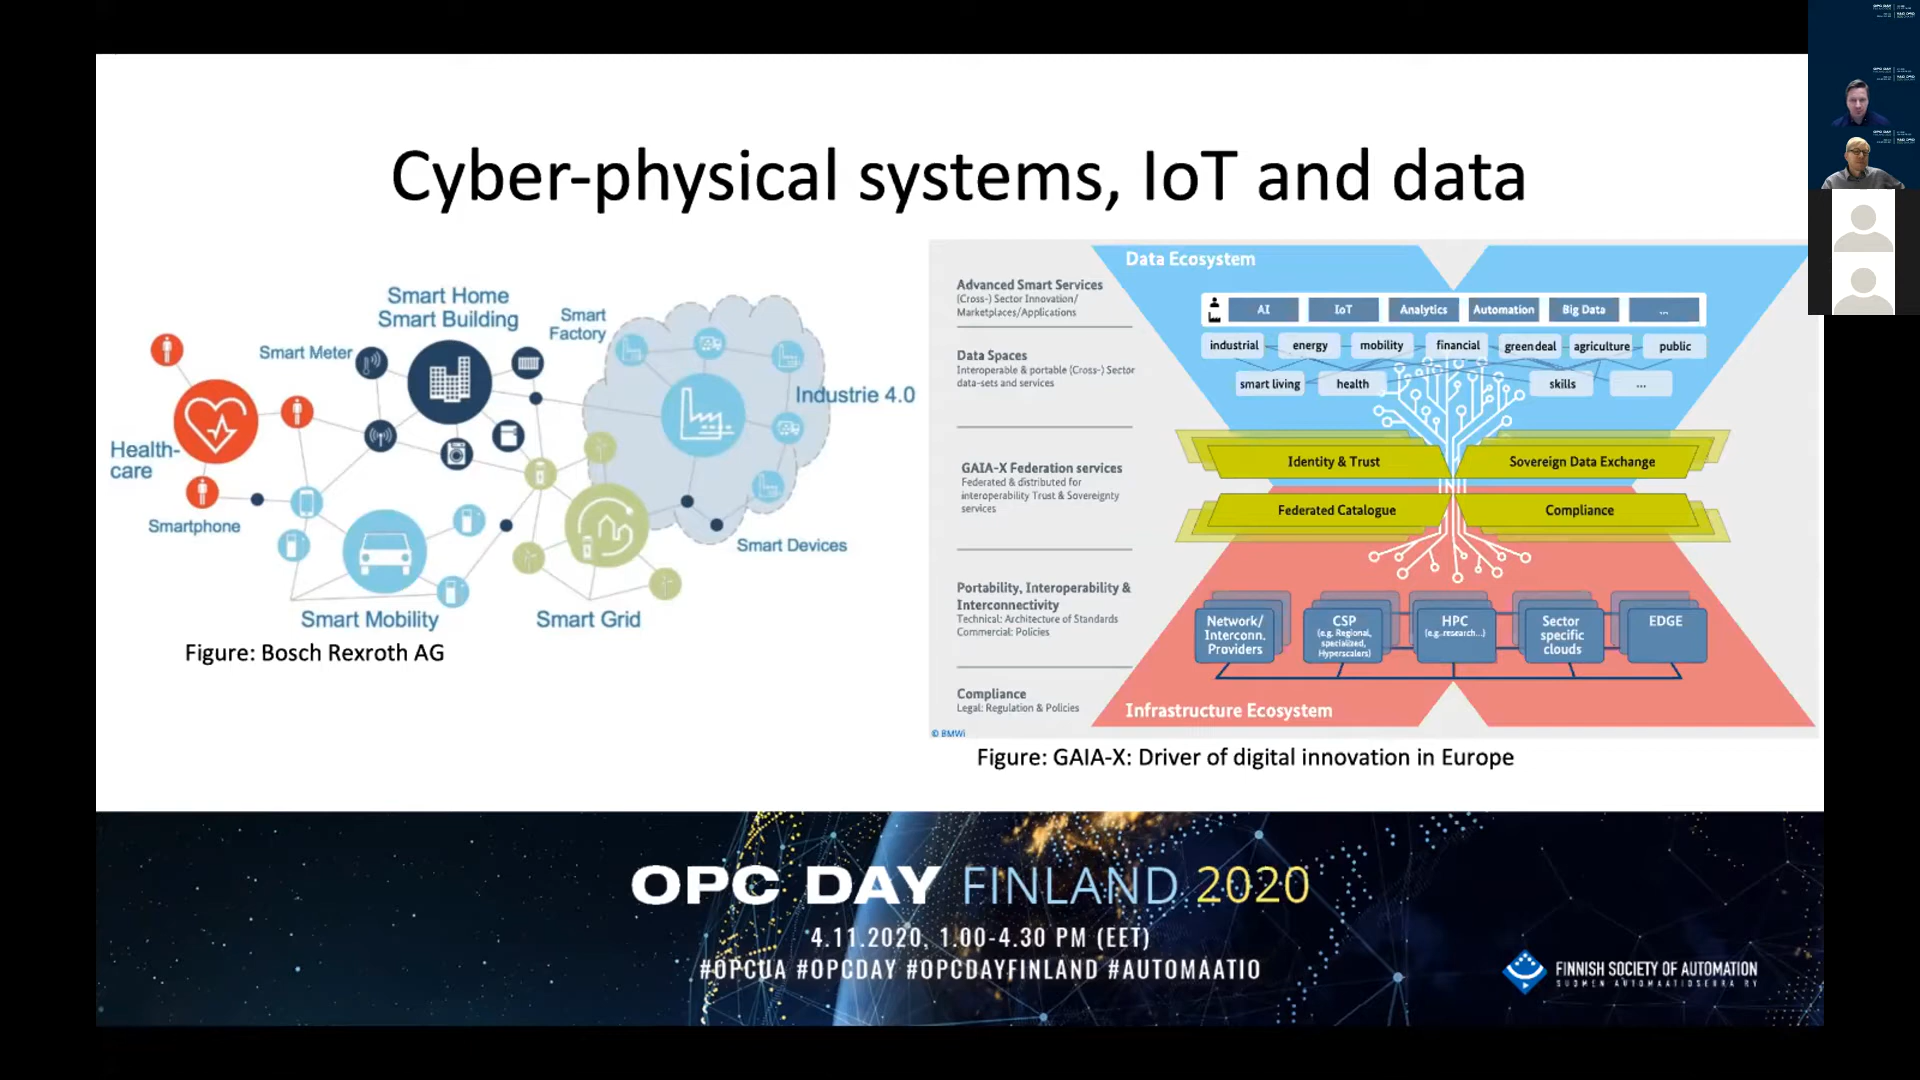 Cyber-physical systems, IoT and data
Smart Home
Smart Building
Smart
Factory
Smart Meter
Industrie 4.0
Health-
care
Smartphone
Smart Devices
Smart Mobility
Smart Grid
Figure: Bosch Rexroth AG
Data Ecosystem
Advanced Smart Services
(Cross-) Sector Innovation/
Marketplaces/Applications
AI
IoT
Analytics
Automation
Big Data
...
Data Spaces
Interoperable & portable (Cross-) Sector
data-sets and services
industrial
energy
mobility
financial
green deal
agriculture
public
smart living
health
skills
...
GAIA-X Federation services
Federated & distributed for
interoperability Trust & Sovereignty
services
Identity & Trust
Sovereign Data Exchange
Federated Catalogue
Compliance
Portability, Interoperability &
Interconnectivity
Technical: Architecture of Standards
Commercial: Policies
Network/
Interconn.
Providers
CSP
(e.g. Regional,
specialized,
Hyperscalers)
HPC
(e.g. research...)
Sector
specific
clouds
EDGE
Compliance
Legal: Regulation & Policies
Infrastructure Ecosystem
© BMWi
Figure: GAIA-X: Driver of digital innovation in Europe
OPC DAY FINLAND 2020
4.11.2020, 1.00-4.30 PM (EET)
#OPCUA #OPCDAY #OPCDAYFINLAND #AUTOMAATIO
FINNISH SOCIETY OF AUTOMATION
SUOMEN AUTOMAATIOSEURA RY